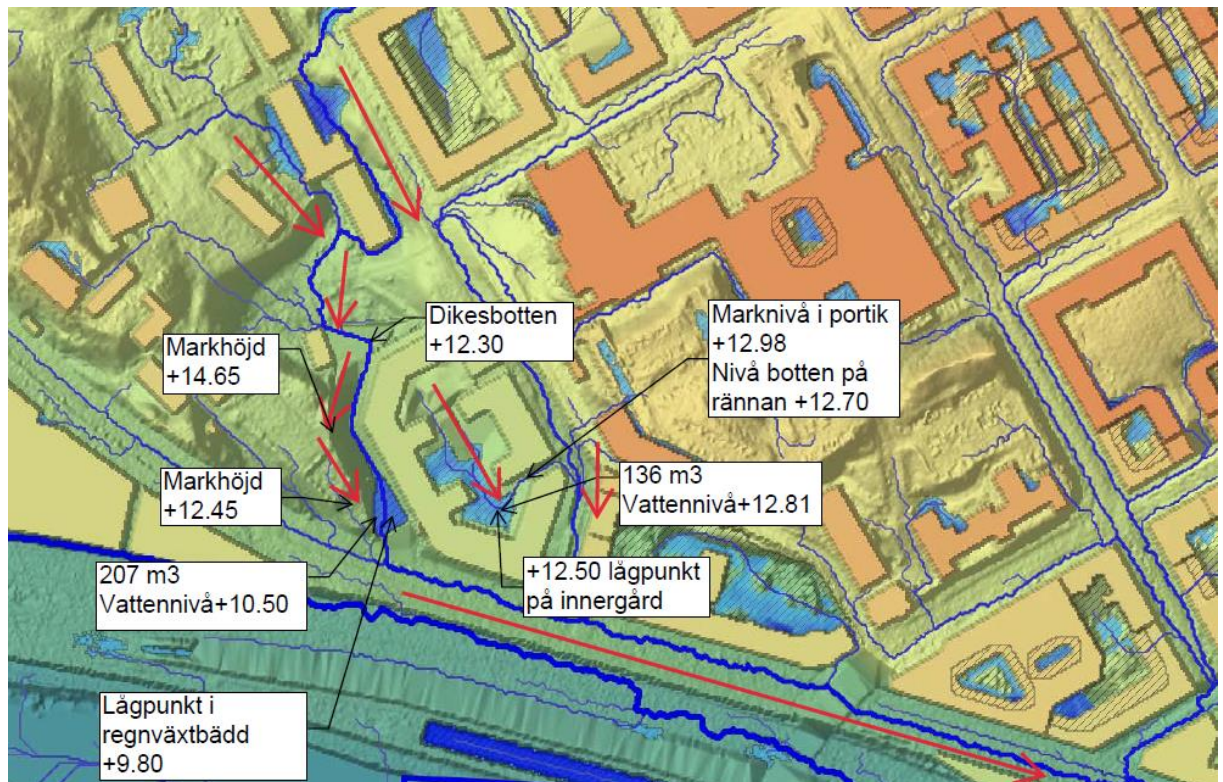 Dikesbotten
+12.30
Marknivå i portik
+12.98
Nivå botten på
rännan +12.70
Markhöjd
+14.65
Markhöjd
+12.45
136 m3
Vattennivå+12.81
207 m3
Vattennivå+10.50
+12.50 lågpunkt
på innergård
Lågpunkt i
regnväxtbädd
+9.80